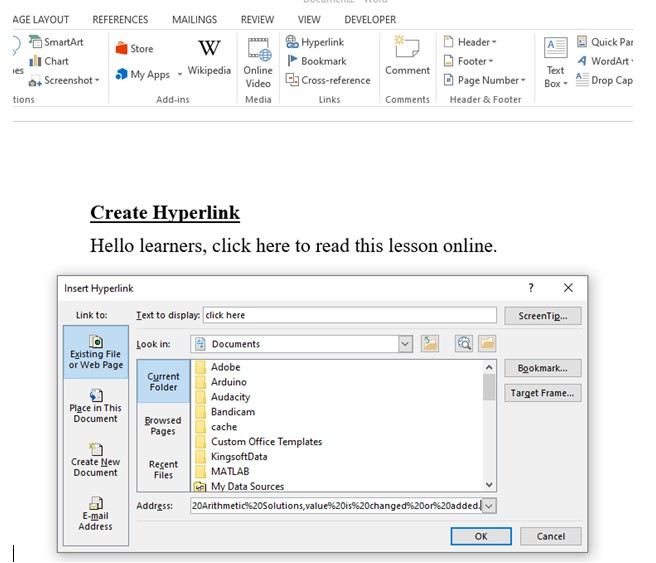 Document2 - Word
AGE LAYOUT REFERENCES MAILINGS REVIEW VIEW DEVELOPER
SmartArt
Chart
Screenshot
Store
My Apps
W
Wikipedia
Online
Video
Hyperlink
Bookmark
Cross-reference
Comment
Header
Footer
Page Number
A
Text
Box
Quick Par
WordArt
Drop Cap
tions Add-ins Media Links Comments Header & Footer
Create Hyperlink
Hello learners, click here to read this lesson online.
Insert Hyperlink ? X
Link to:
Text to display: click here
ScreenTip...
Existing File
or Web Page
Place in This
Document
Create New
Document
E-mail
Address
Look in: Documents
Current
Folder
Browsed
Pages
Recent
Files
Adobe
Arduino
Audacity
Bandicam
cache
Custom Office Templates
KingsoftData
MATLAB
My Data Sources
Bookmark...
Target Frame...
Address: 20Arithmetic%20Solutions,value%20is%20changed%20or%20added.
OK Cancel